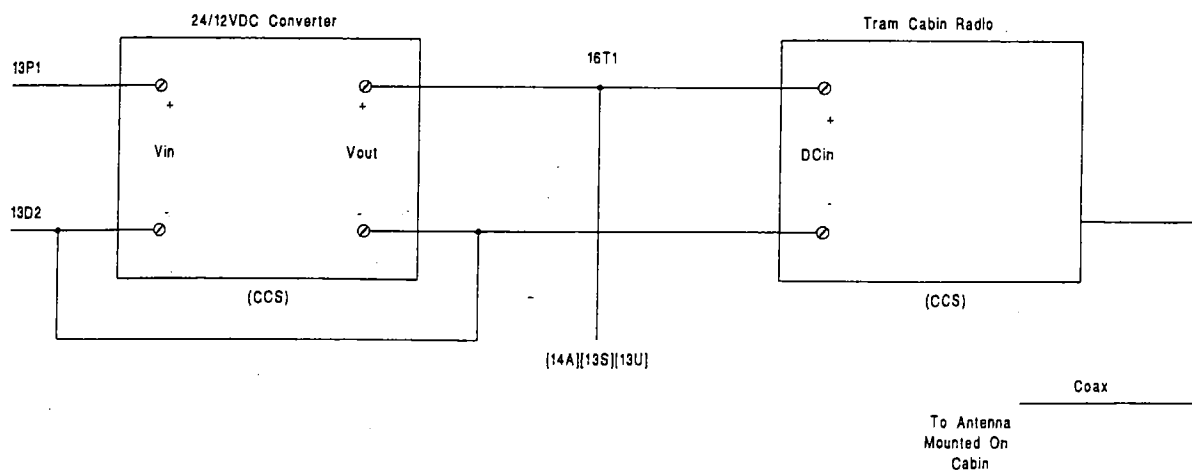 24/12VDC Converter
Tram Cabin Radio
13P1
16T1
+
+
+
Vin
Vout
DCin
13D2
-
-
-
(CCS)
(CCS)
[14A][13S][13U]
Coax
To Antenna
Mounted On
Cabin